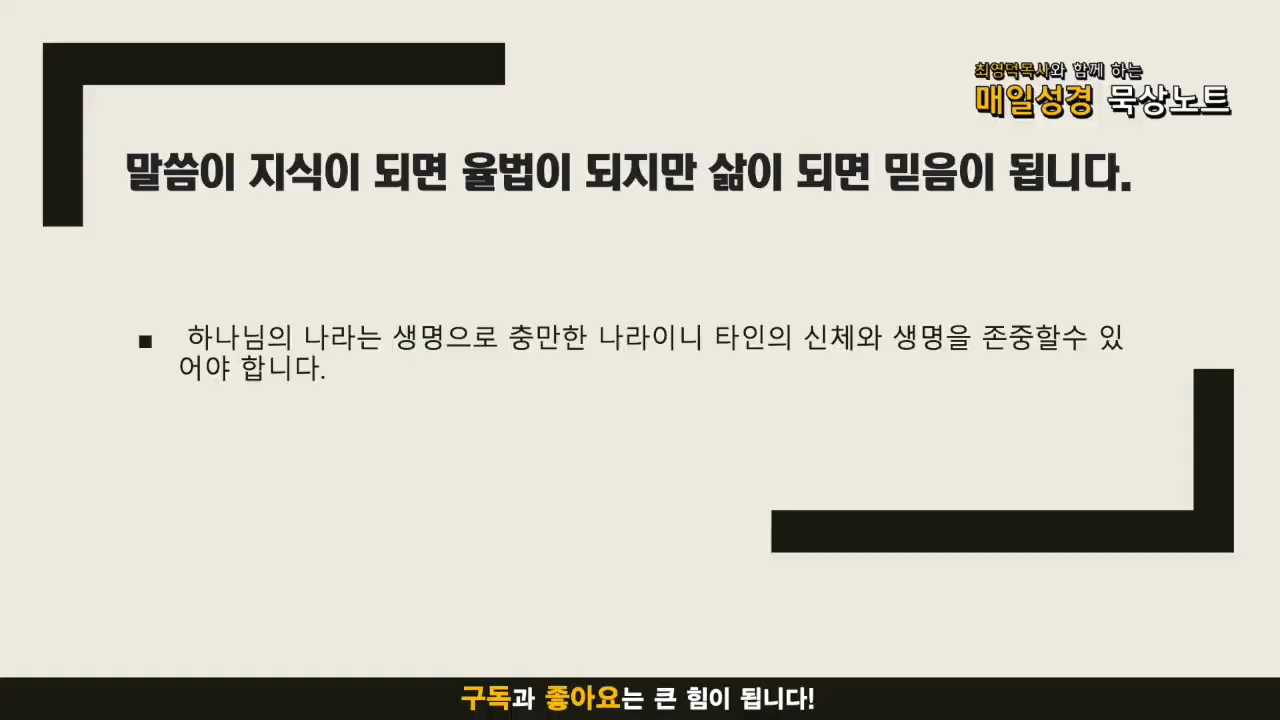 최영덕목사와 함께 하는
매일성경 묵상노트
말씀이 지식이 되면 율법이 되지만 삶이 되면 믿음이 됩니다.
■ 하나님의 나라는 생명으로 충만한 나라이니 타인의 신체와 생명을 존중할수 있
어야 합니다.
구독과 좋아요는 큰 힘이 됩니다!